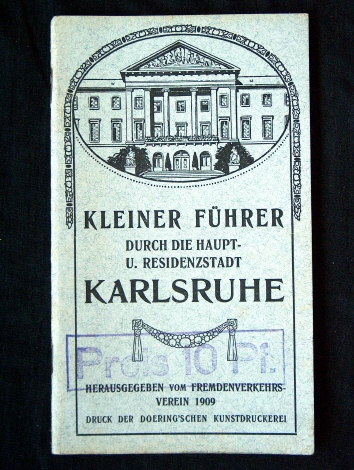 KLEINER FÜHRER
DURCH DIE HAUPT-
U. RESIDENZSTADT
KARLSRUHE
Preis 10 Pf.
HERAUSGEGEBEN VOM FREMDENVERKEHRS-
VEREIN 1909
DRUCK DER DOERING'SCHEN KUNSTDRUCKEREI